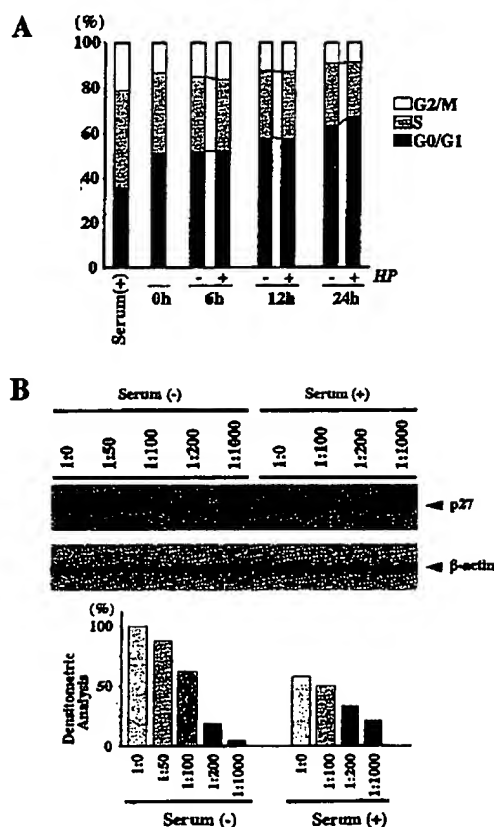 A
(%)
100
80
60
40
20
0
G2/M
S
G0/G1
Serum(+)
0h
- + 6h
- + 12h
- + 24h
HP
B
Serum (-) Serum (+)
1:0 1:50 1:100 1:200 1:1000 1:0 1:100 1:200 1:1000
p27
β-actin
(%)
100
50
0
Densitometric
Analysis
1:0 1:50 1:100 1:200 1:1000 1:0 1:100 1:200 1:1000
Serum (-) Serum (+)